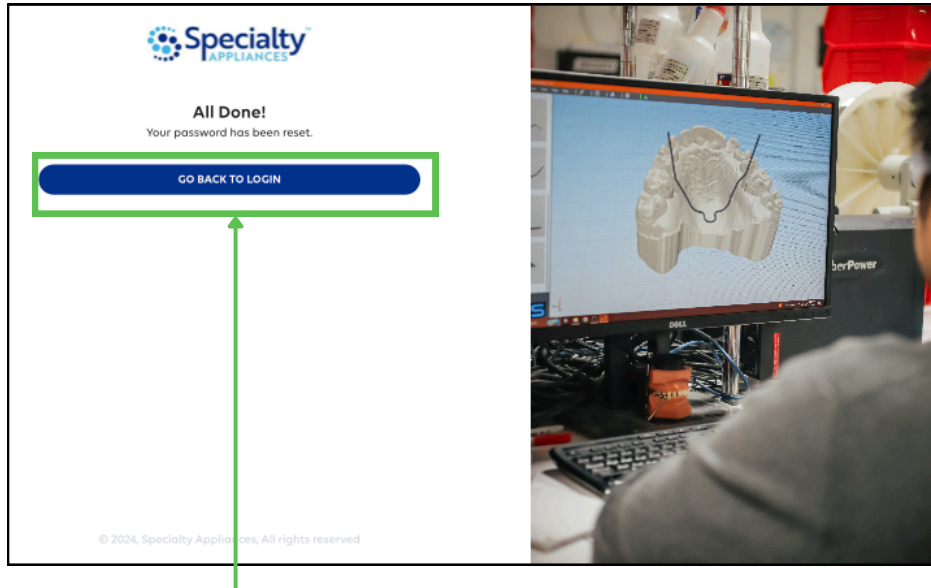 Specialty
APPLIANCES
All Done!
Your password has been reset.
GO BACK TO LOGIN
© 2024, Specialty Appliances, All rights reserved
berPower
DELL